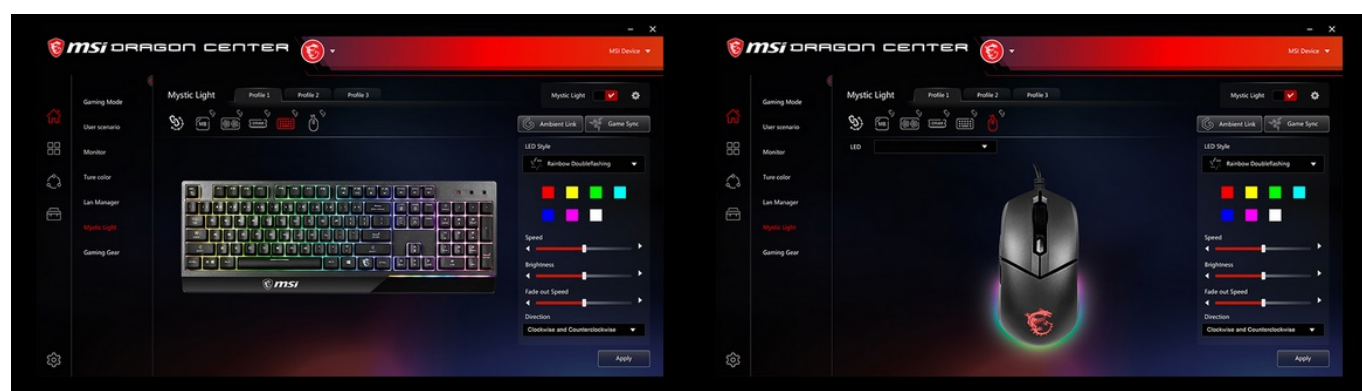 msi DRAGON CENTER
MSI Device
Gaming Mode
User scenario
Monitor
Ture color
Lan Manager
Mystic Light
Gaming Gear
Mystic Light
Profile 1
Profile 2
Profile 3
Mystic Light
MB
DRAM
Ambient Link
Game Sync
LED Style
Rainbow Doubleflashing
Speed
Brightness
Fade out Speed
Direction
Clockwise and Counterclockwise
Apply
msi
msi DRAGON CENTER
MSI Device
Gaming Mode
User scenario
Monitor
Ture color
Lan Manager
Mystic Light
Gaming Gear
Mystic Light
Profile 1
Profile 2
Profile 3
Mystic Light
MB
DRAM
LED
Ambient Link
Game Sync
LED Style
Rainbow Doubleflashing
Speed
Brightness
Fade out Speed
Direction
Clockwise and Counterclockwise
Apply